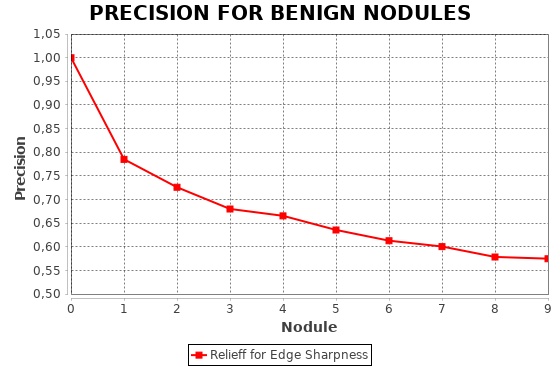 PRECISION FOR BENIGN NODULES
1,05
1,00
0,95
0,90
0,85
0,80
0,75
0,70
0,65
0,60
0,55
0,50
Precision
0 1 2 3 4 5 6 7 8 9
Nodule
Relieff for Edge Sharpness